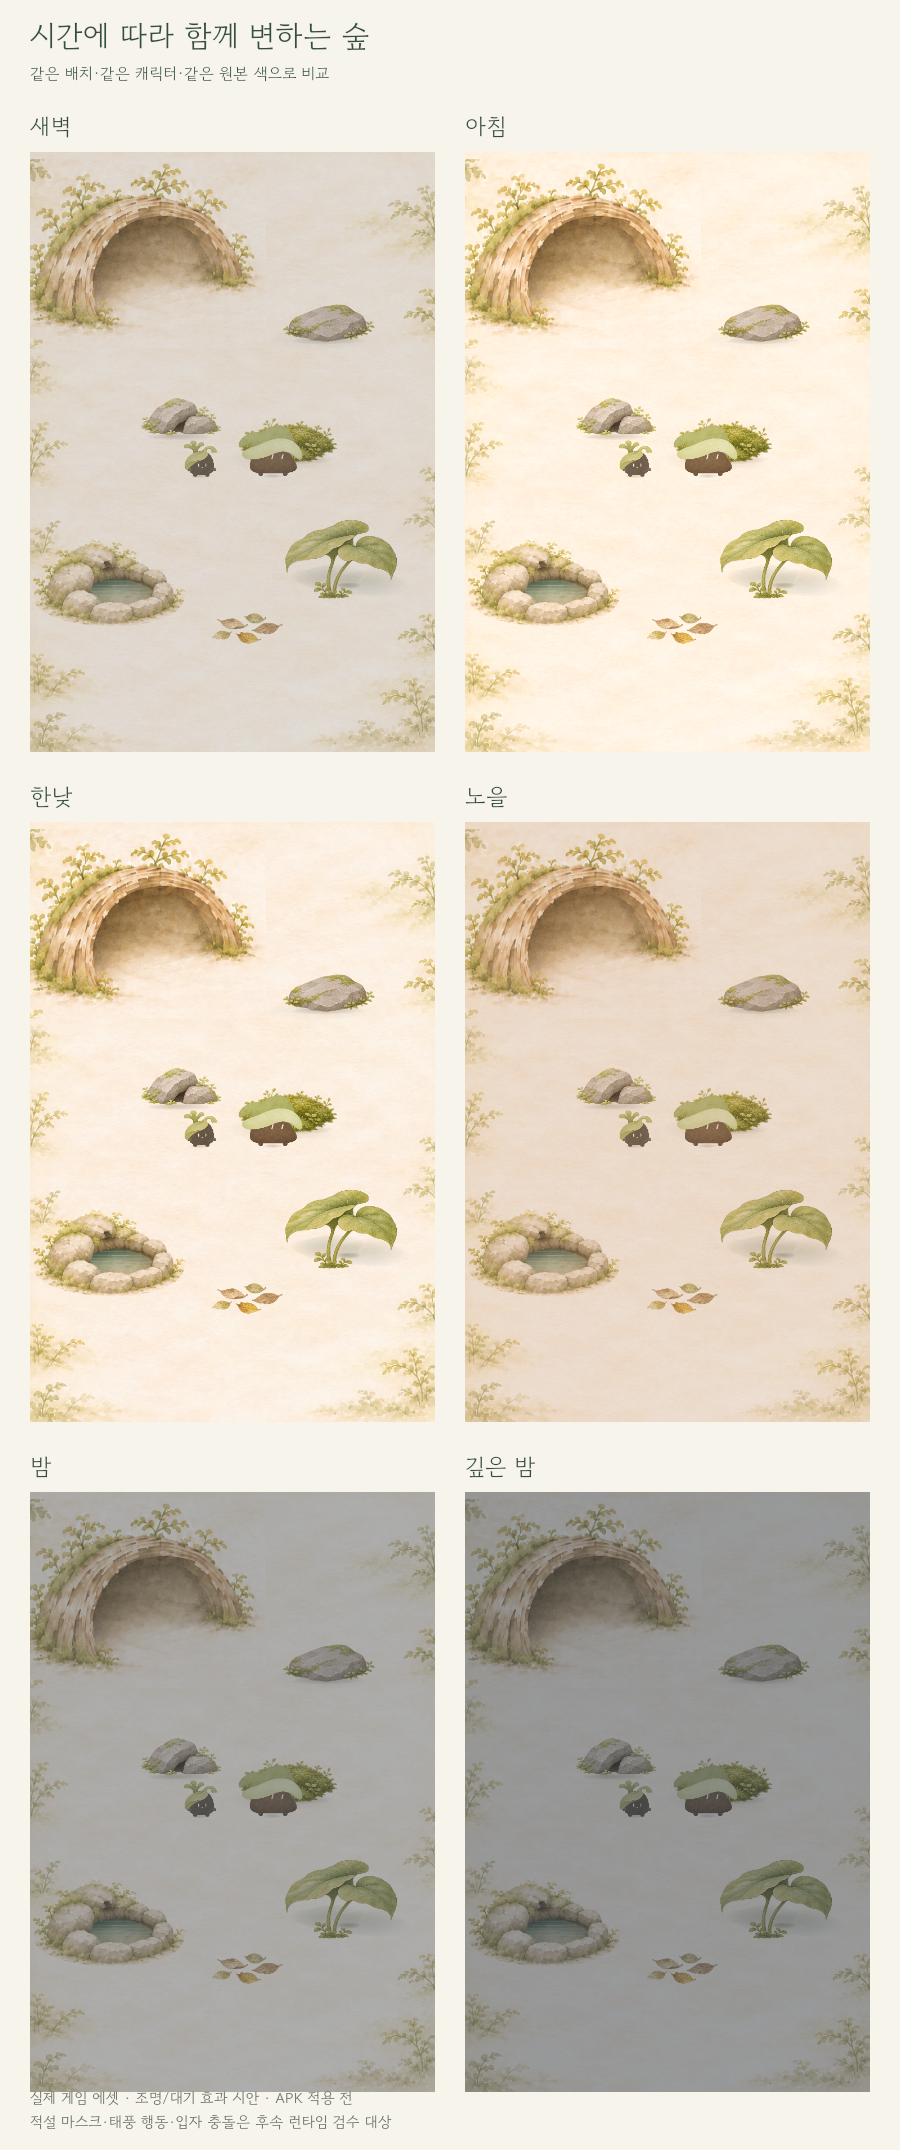 시간에 따라 함께 변하는 숲
같은 배치·같은 캐릭터·같은 원본 색으로 비교
새벽
아침
한낮
노을
밤
깊은 밤
실제 게임 에셋 · 조명/대기 효과 시안 · APK 적용 전
적설 마스크·태풍 행동·입자 충돌은 후속 런타임 검수 대상